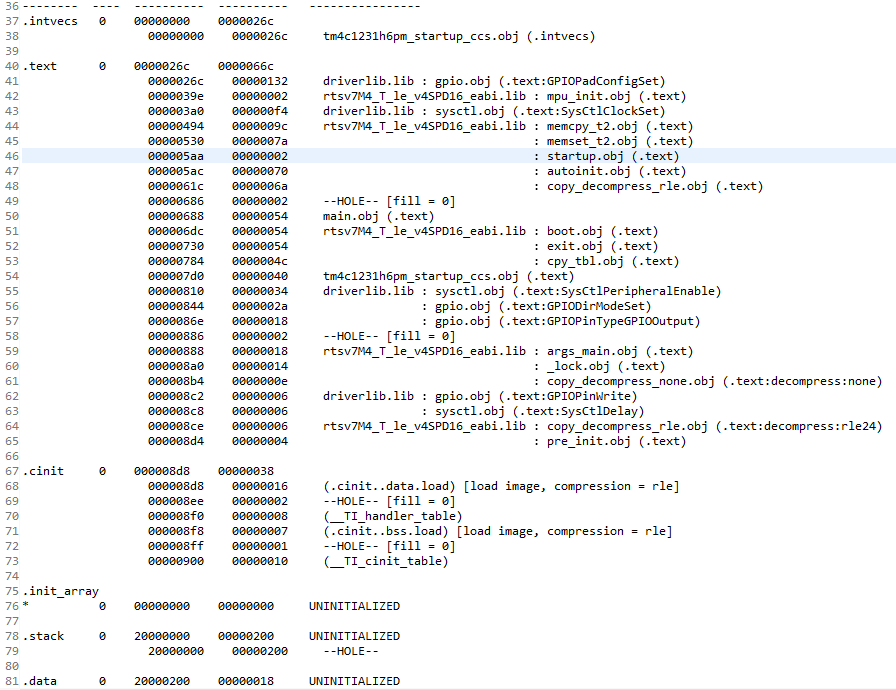 36 -------- ---- ---------- ---------- ----------------
37 .intvecs 0 00000000 0000026c
38 00000000 0000026c tm4c1231h6pm_startup_ccs.obj (.intvecs)
39
40 .text 0 0000026c 0000066c
41 0000026c 00000132 driverlib.lib : gpio.obj (.text:GPIOPadConfigSet)
42 0000039e 00000002 rtsv7M4_T_le_v4SPD16_eabi.lib : mpu_init.obj (.text)
43 000003a0 000000f4 driverlib.lib : sysctl.obj (.text:SysCtlClockSet)
44 00000494 0000009c rtsv7M4_T_le_v4SPD16_eabi.lib : memcpy_t2.obj (.text)
45 00000530 0000007a : memset_t2.obj (.text)
46 000005aa 00000002 : startup.obj (.text)
47 000005ac 00000070 : autoinit.obj (.text)
48 0000061c 0000006a : copy_decompress_rle.obj (.text)
49 00000686 00000002 --HOLE-- [fill = 0]
50 00000688 00000054 main.obj (.text)
51 000006dc 00000054 rtsv7M4_T_le_v4SPD16_eabi.lib : boot.obj (.text)
52 00000730 00000054 : exit.obj (.text)
53 00000784 0000004c : cpy_tbl.obj (.text)
54 000007d0 00000040 tm4c1231h6pm_startup_ccs.obj (.text)
55 00000810 00000034 driverlib.lib : sysctl.obj (.text:SysCtlPeripheralEnable)
56 00000844 0000002a : gpio.obj (.text:GPIODirModeSet)
57 0000086e 00000018 : gpio.obj (.text:GPIOPinTypeGPIOOutput)
58 00000886 00000002 --HOLE-- [fill = 0]
59 00000888 00000018 rtsv7M4_T_le_v4SPD16_eabi.lib : args_main.obj (.text)
60 000008a0 00000014 : _lock.obj (.text)
61 000008b4 0000000e : copy_decompress_none.obj (.text:decompress:none)
62 000008c2 00000006 driverlib.lib : gpio.obj (.text:GPIOPinWrite)
63 000008c8 00000006 : sysctl.obj (.text:SysCtlDelay)
64 000008ce 00000006 rtsv7M4_T_le_v4SPD16_eabi.lib : copy_decompress_rle.obj (.text:decompress:rle24)
65 000008d4 00000004 : pre_init.obj (.text)
66
67 .cinit 0 000008d8 00000038
68 000008d8 00000016 (.cinit..data.load) [load image, compression = rle]
69 000008ee 00000002 --HOLE-- [fill = 0]
70 000008f0 00000008 (__TI_handler_table)
71 000008f8 00000007 (.cinit..bss.load) [load image, compression = rle]
72 000008ff 00000001 --HOLE-- [fill = 0]
73 00000900 00000010 (__TI_cinit_table)
74
75 .init_array
76 * 0 00000000 00000000 UNINITIALIZED
77
78 .stack 0 20000000 00000200 UNINITIALIZED
79 20000000 00000200 --HOLE--
80
81 .data 0 20000200 00000018 UNINITIALIZED